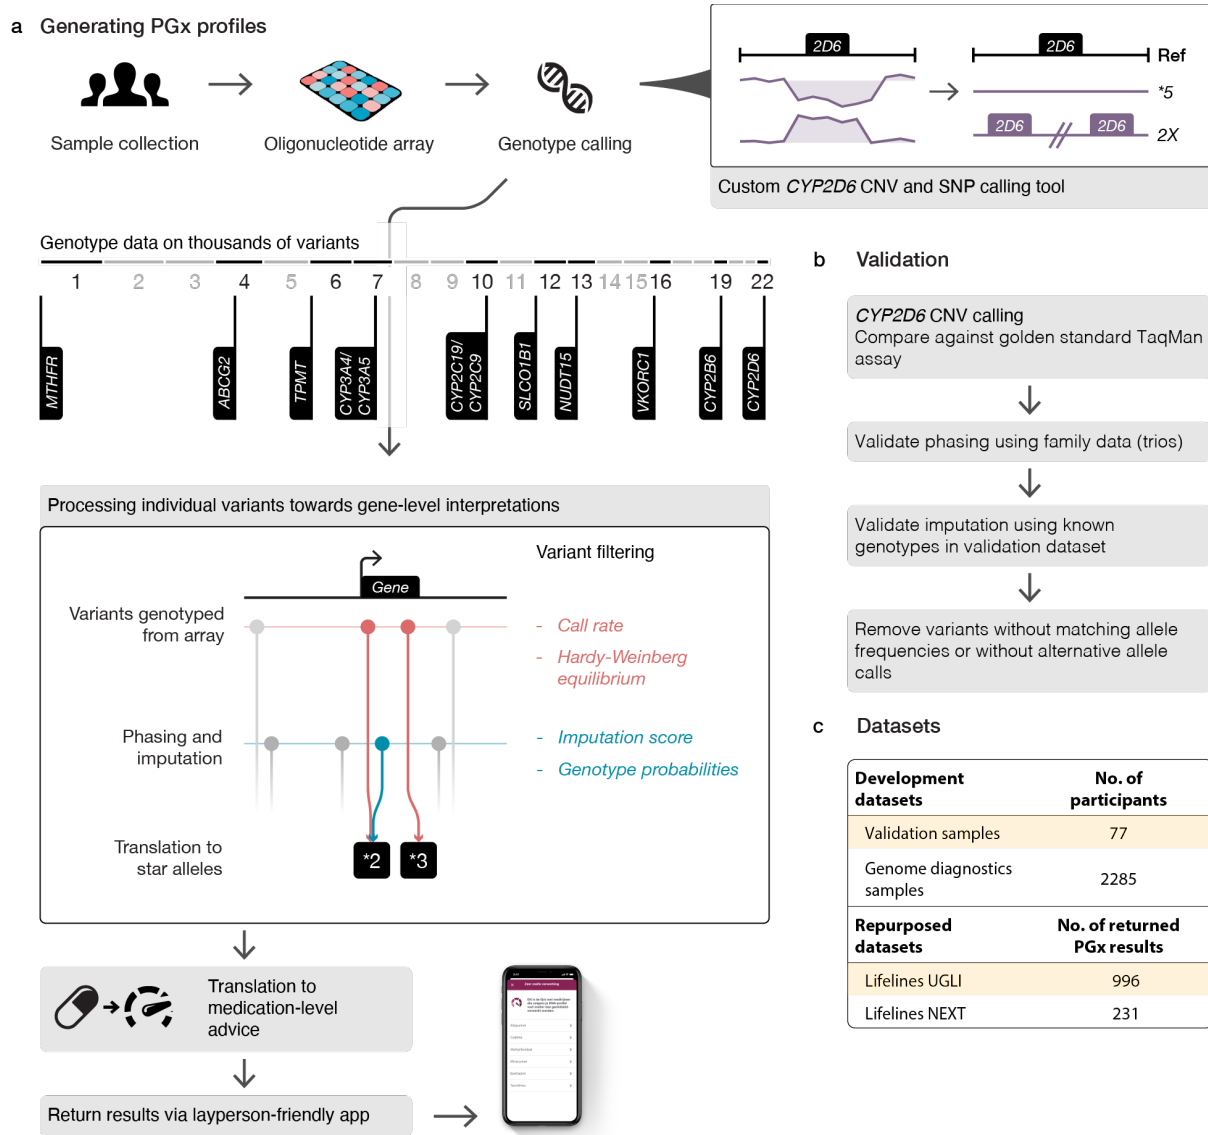 a Generating PGx profiles
Sample collection
Oligonucleotide array
Genotype calling
2D6
2D6
Ref
*5
2D6
2D6
2X
Custom CYP2D6 CNV and SNP calling tool
Genotype data on thousands of variants
1 2 3 4 5 6 7 8 9 10 11 12 13 14 15 16 19 22
MTHFR
ABCG2
TPMT
CYP3A4/
CYP3A5
CYP2C19/
CYP2C9
SLCO1B1
NUDT15
VKORC1
CYP2B6
CYP2D6
Processing individual variants towards gene-level interpretations
Variant filtering
Gene
Variants genotyped
from array
- Call rate
- Hardy-Weinberg
equilibrium
Phasing and
imputation
- Imputation score
- Genotype probabilities
Translation to
star alleles
*2
*3
Translation to
medication-level
advice
Return results via layperson-friendly app
b Validation
CYP2D6 CNV calling
Compare against golden standard TaqMan
assay
Validate phasing using family data (trios)
Validate imputation using known
genotypes in validation dataset
Remove variants without matching allele
frequencies or without alternative allele
calls
c Datasets
Development
datasets
No. of
participants
Validation samples 77
Genome diagnostics
samples
2285
Repurposed
datasets
No. of returned
PGx results
Lifelines UGLI 996
Lifelines NEXT 231